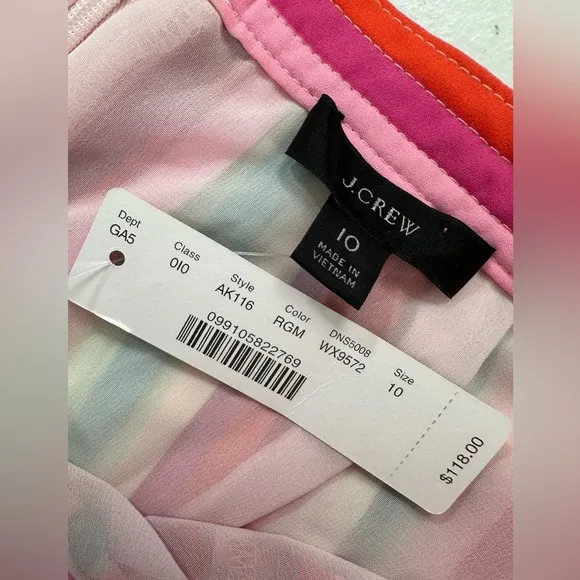 J.CREW
10
MADE IN
VIETNAM
Dept
GA5
Class
0I0
Style
AK116
Color
RGM
DNS5008
WX9572
Size
10
099105822769
$118.00